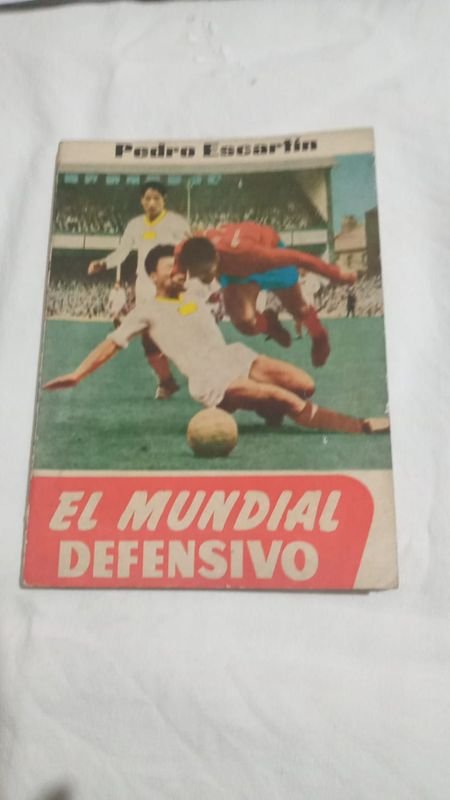 Pedro Escartín
EL MUNDIAL
DEFENSIVO